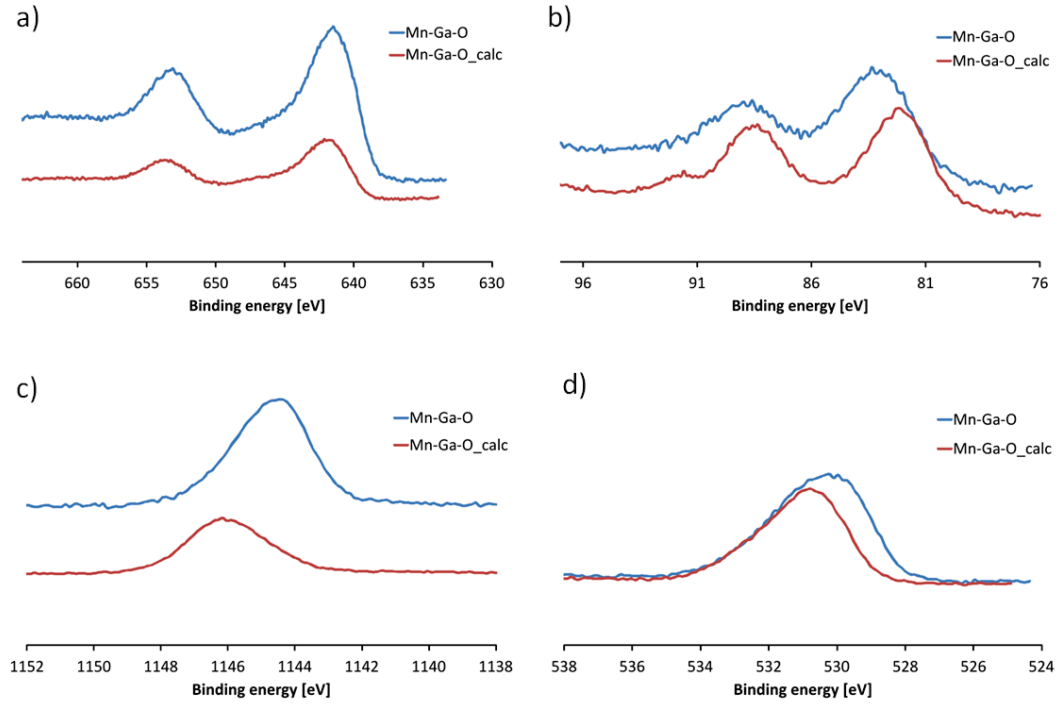 a)
Mn-Ga-O
Mn-Ga-O_calc
660 655 650 645 640 635 630
Binding energy [eV]
b)
Mn-Ga-O
Mn-Ga-O_calc
96 91 86 81 76
Binding energy [eV]
c)
Mn-Ga-O
Mn-Ga-O_calc
1152 1150 1148 1146 1144 1142 1140 1138
Binding energy [eV]
d)
Mn-Ga-O
Mn-Ga-O_calc
538 536 534 532 530 528 526 524
Binding energy [eV]